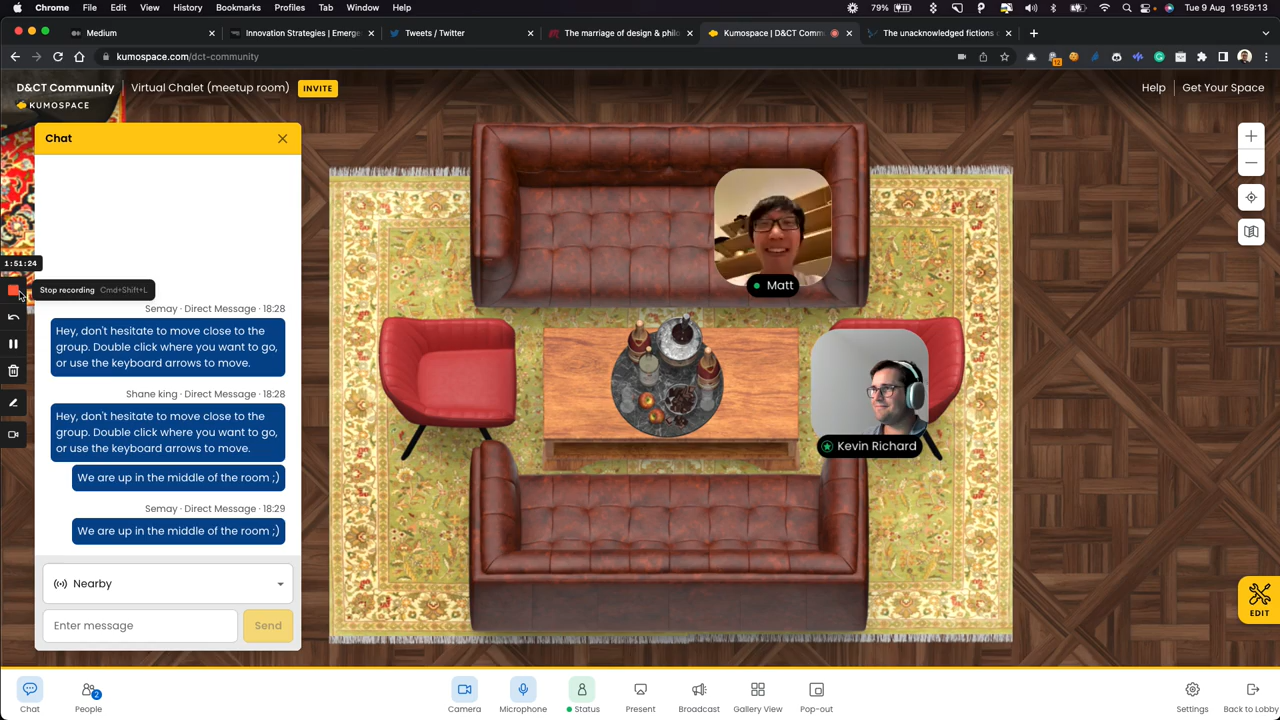 Chrome File Edit View History Bookmarks Profiles Tab Window Help 79% Tue 9 Aug 19:59:13
Medium Innovation Strategies | Emerge Tweets / Twitter The marriage of design & philo Kumospace | D&CT Comm The unacknowledged fictions
kumospace.com/dct-community
12
D&CT Community Virtual Chalet (meetup room) INVITE Help Get Your Space
KUMOSPACE
Chat
1:51:24
Stop recording Cmd+Shift+L
Semay · Direct Message · 18:28
Hey, don't hesitate to move close to the
group. Double click where you want to go,
or use the keyboard arrows to move.
Shane king · Direct Message · 18:28
Hey, don't hesitate to move close to the
group. Double click where you want to go,
or use the keyboard arrows to move.
We are up in the middle of the room ;)
Semay · Direct Message · 18:29
We are up in the middle of the room ;)
Nearby
Enter message Send
Matt
Kevin Richard
EDIT
2
Chat People Camera Microphone Status Present Broadcast Gallery View Pop-out Settings Back to Lobby